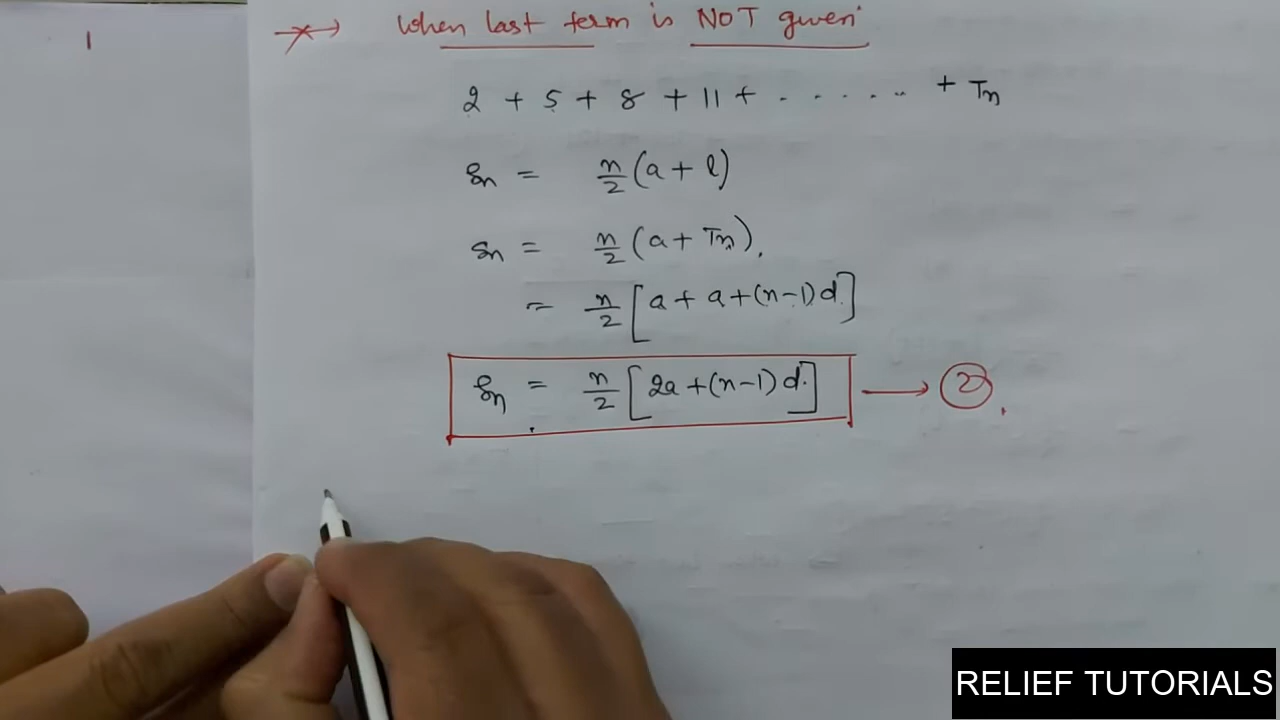 When last term is NOT given
2 + 5 + 8 + 11 + . . . . . .. + Tn
Sn = n/2 (a + l)
Sn = n/2 (a + Tn).
= n/2 [a + a + (n-1) d]
Sn = n/2 [2a + (n-1) d] → 2
RELIEF TUTORIALS